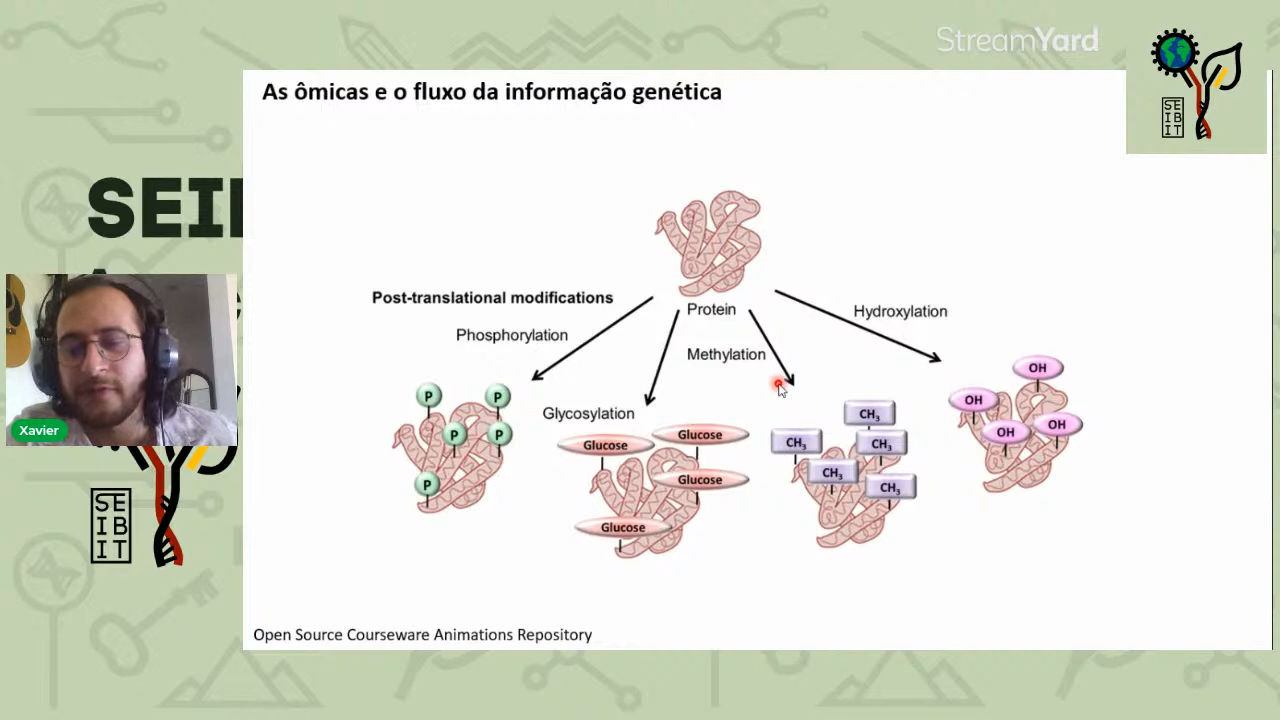 StreamYard
As ômicas e o fluxo da informação genética
SE
IB
IT
SEI
Protein
Post-translational modifications
Phosphorylation
Glycosylation
Methylation
Hydroxylation
P
P
P
P
P
Glucose
Glucose
Glucose
Glucose
CH3
CH3
CH3
CH3
CH3
OH
OH
OH
OH
Xavier
SE
IB
IT
Open Source Courseware Animations Repository